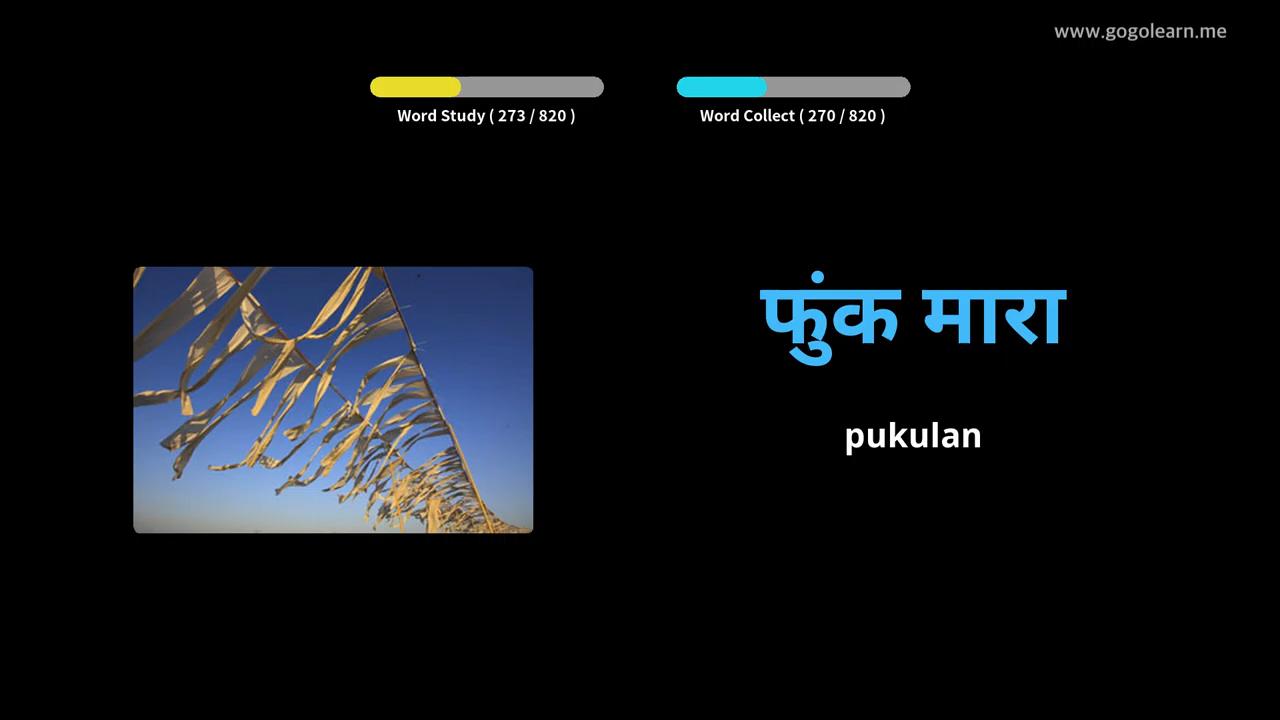 www.gogolearn.me
Word Study ( 273 / 820 )
Word Collect ( 270 / 820 )
फुंक मारा
pukulan